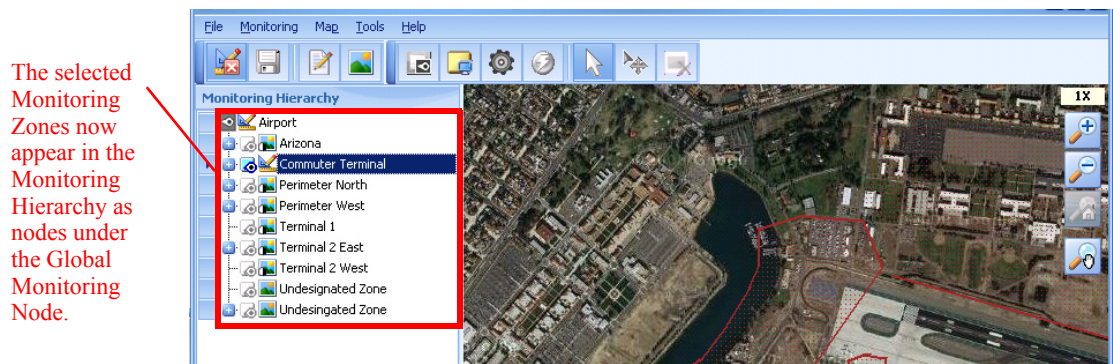 File Monitoring Map Tools Help
The selected
Monitoring
Zones now
appear in the
Monitoring
Hierarchy as
nodes under
the Global
Monitoring
Node.
Monitoring Hierarchy
Airport
Arizona
Commuter Terminal
Perimeter North
Perimeter West
Terminal 1
Terminal 2 East
Terminal 2 West
Undesignated Zone
Undesingated Zone
1X